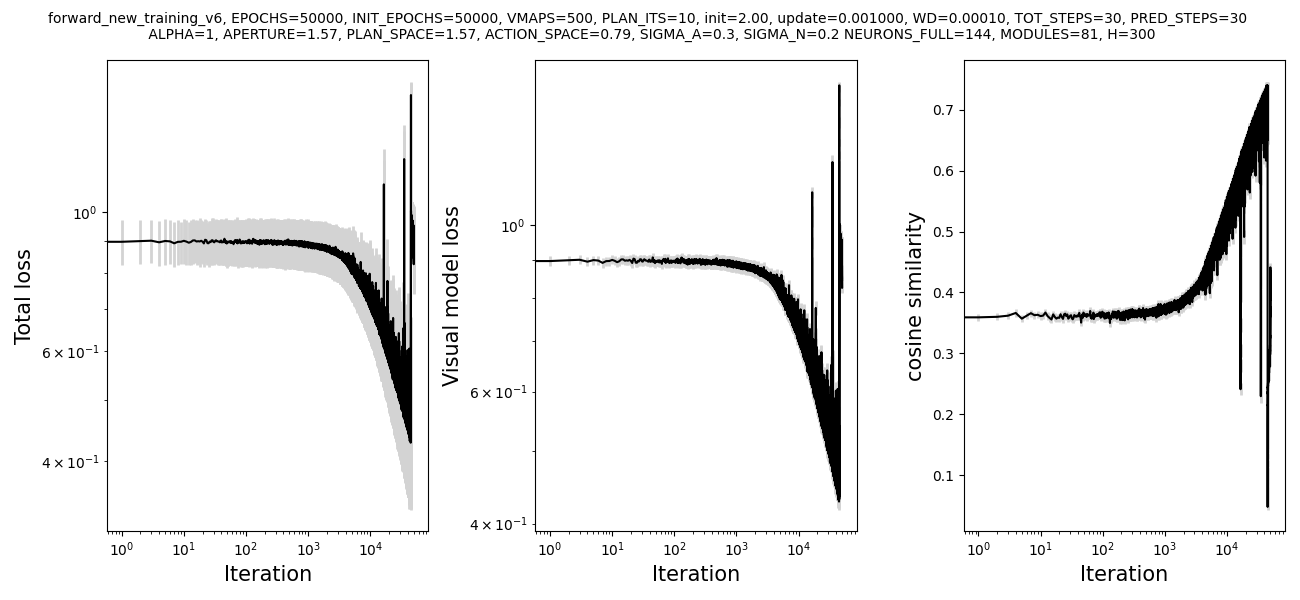 forward_new_training_v6, EPOCHS=50000, INIT_EPOCHS=50000, VMAPS=500, PLAN_ITS=10, init=2.00, update=0.001000, WD=0.00010, TOT_STEPS=30, PRED_STEPS=30
ALPHA=1, APERTURE=1.57, PLAN_SPACE=1.57, ACTION_SPACE=0.79, SIGMA_A=0.3, SIGMA_N=0.2 NEURONS_FULL=144, MODULES=81, H=300
Total loss
10⁰
6 × 10⁻¹
4 × 10⁻¹
10⁰ 10¹ 10² 10³ 10⁴
Iteration
Visual model loss
10⁰
6 × 10⁻¹
4 × 10⁻¹
10⁰ 10¹ 10² 10³ 10⁴
Iteration
cosine similarity
0.7
0.6
0.5
0.4
0.3
0.2
0.1
10⁰ 10¹ 10² 10³ 10⁴
Iteration